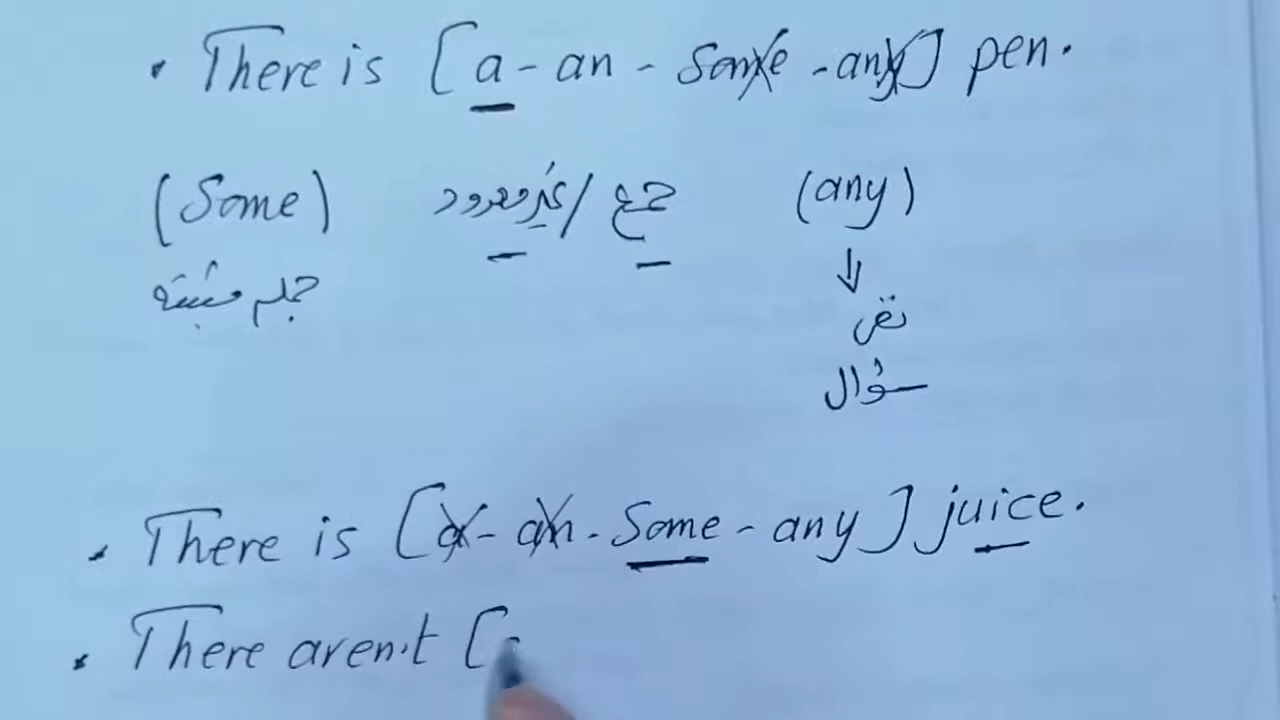 • There is [a - an - some - any] pen.
(Some) جمع / غير معدود (any)
جمل مثبتة
نفى
سؤال
• There is [a - an - Some - any] juice.
• There aren't [